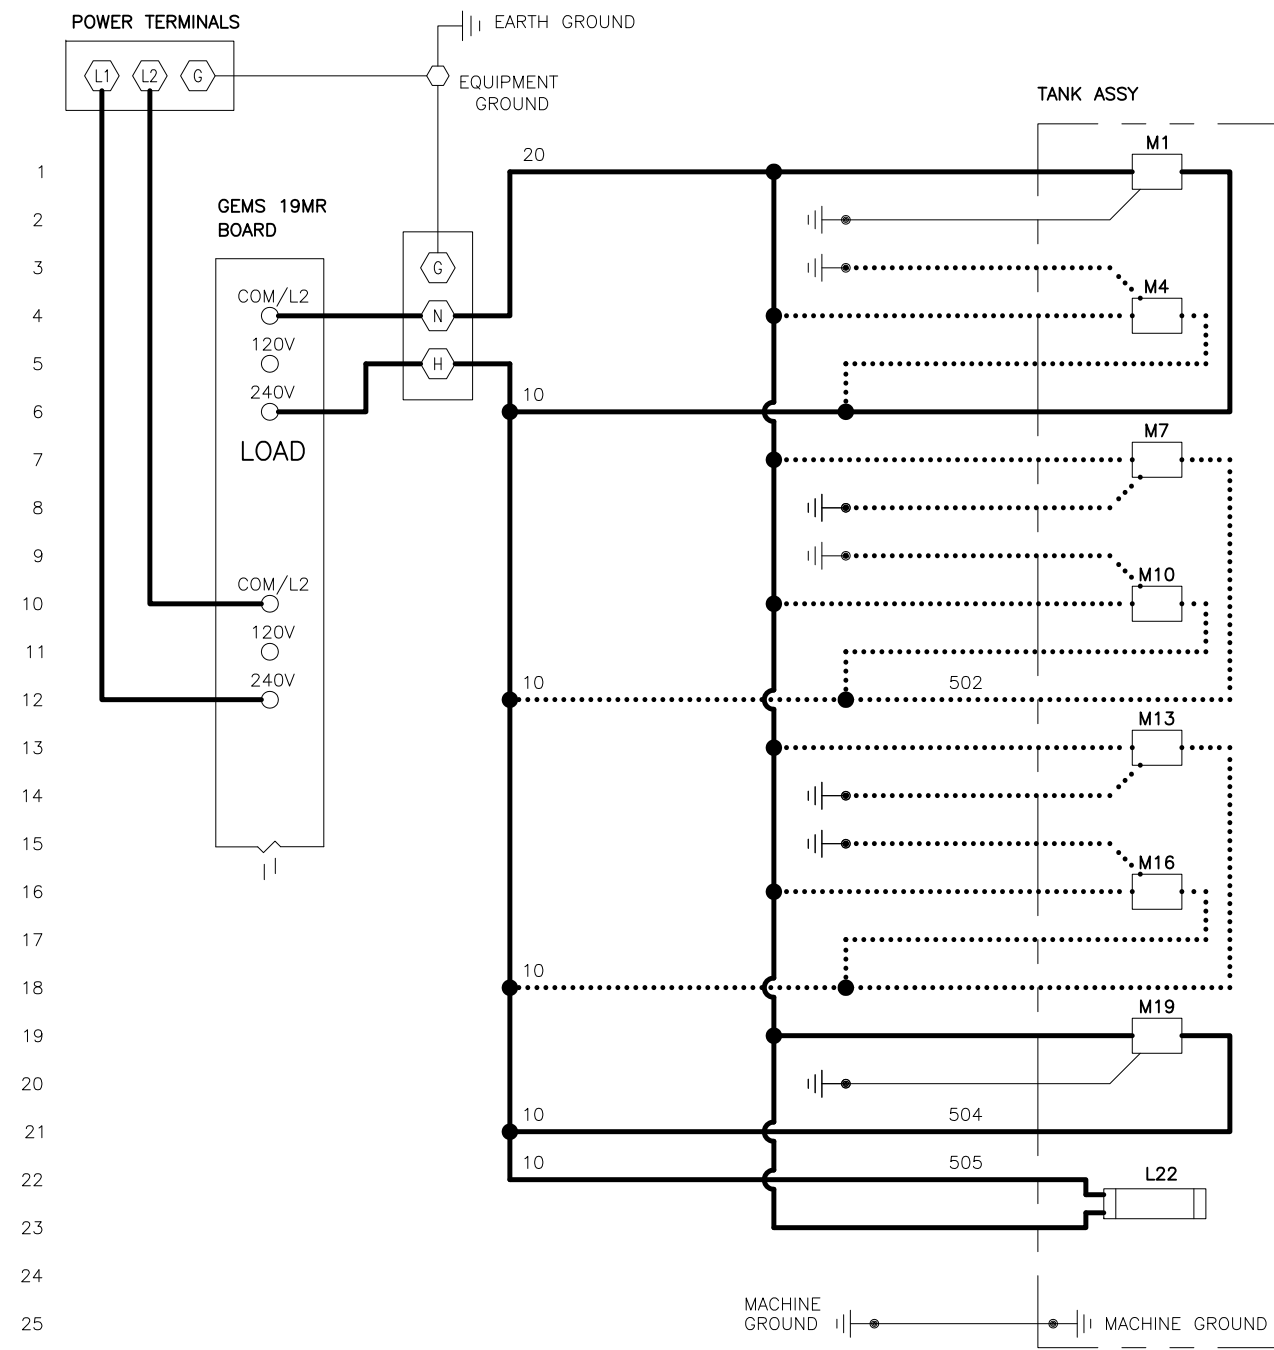 POWER TERMINALS
EARTH GROUND
L1 L2 G
EQUIPMENT
GROUND
TANK ASSY
M1
1 20
GEMS 19MR
BOARD
2
3 G
COM/L2
M4
4 N
120V
5 H
240V
10
6
LOAD
M7
7
8
9
COM/L2
M10
10
120V
11
240V
10 502
12
M13
13
14
15
M16
16
17
10
18
M19
19
20
10 504
21
10 505
L22
22
23
24
MACHINE
GROUND
MACHINE GROUND
25